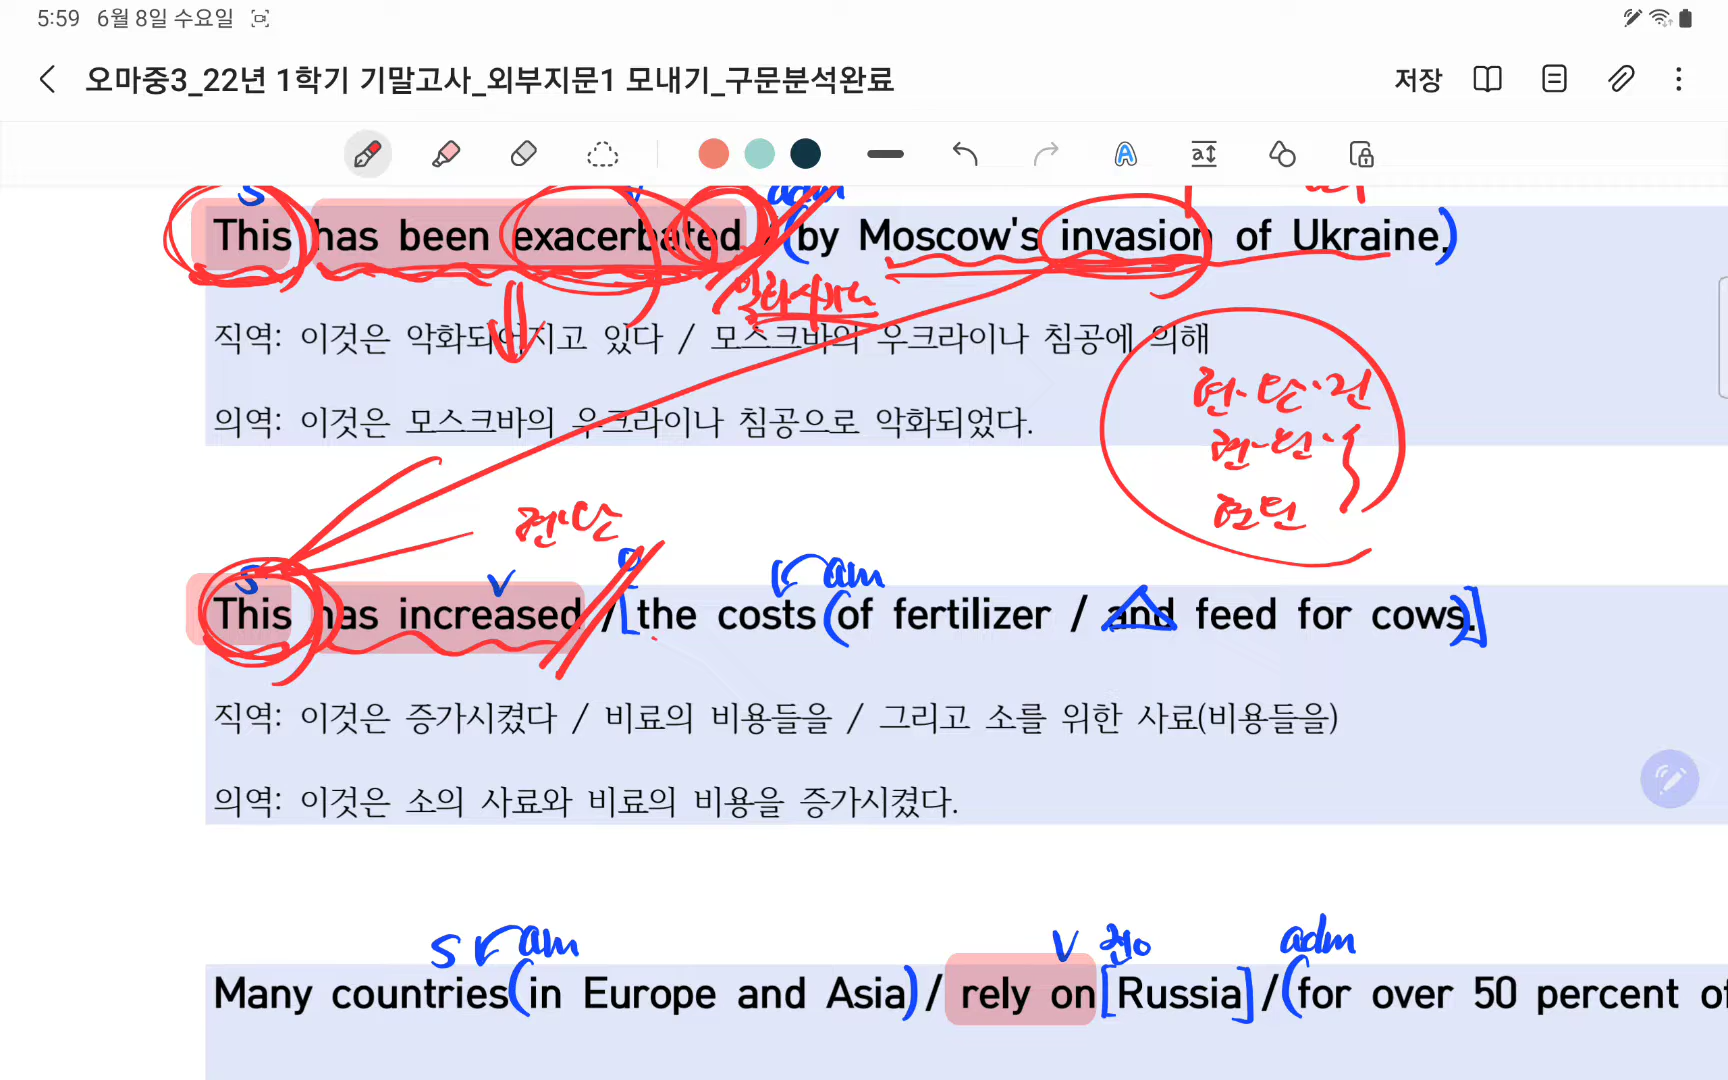 5:59 6월 8일 수요일
오마중3_22년 1학기 기말고사_외부지문1 모내기_구문분석완료
저장
S V adm
This has been exacerbated / (by Moscow's invasion of Ukraine,)
직역: 이것은 악화되어지고 있다 / 모스크바의 우크라이나 침공에 의해
의역: 이것은 모스크바의 우크라이나 침공으로 악화되었다.
S V O am
This has increased / [the costs (of fertilizer / and feed for cows.)]
직역: 이것은 증가시켰다 / 비료의 비용들을 / 그리고 소를 위한 사료(비용들을)
의역: 이것은 소의 사료와 비료의 비용을 증가시켰다.
S am V 전o adm
Many countries (in Europe and Asia) / rely on [Russia] / (for over 50 percent of